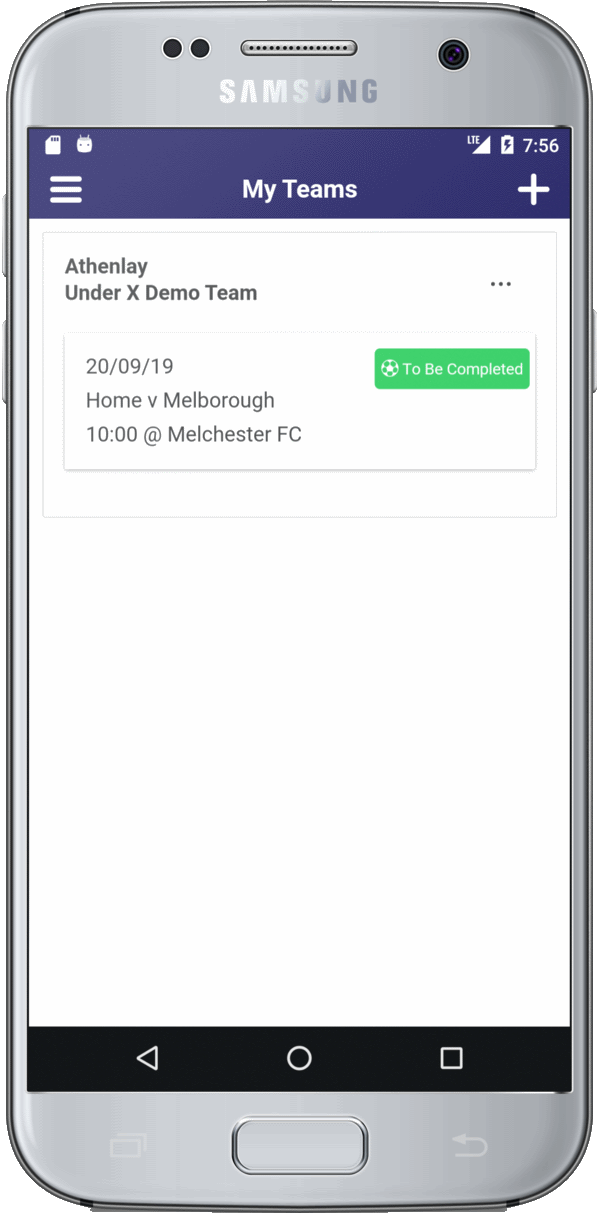 SAMSUNG
LTE 7:56
My Teams
Athenlay
Under X Demo Team
20/09/19
To Be Completed
Home v Melborough
10:00 @ Melchester FC